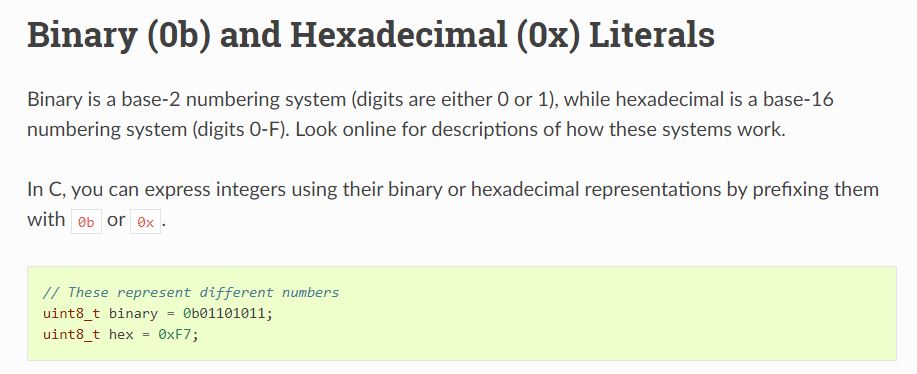 Binary (0b) and Hexadecimal (0x) Literals
Binary is a base-2 numbering system (digits are either 0 or 1), while hexadecimal is a base-16
numbering system (digits 0-F). Look online for descriptions of how these systems work.
In C, you can express integers using their binary or hexadecimal representations by prefixing them
with 0b or 0x.
// These represent different numbers
uint8_t binary = 0b01101011;
uint8_t hex = 0xF7;